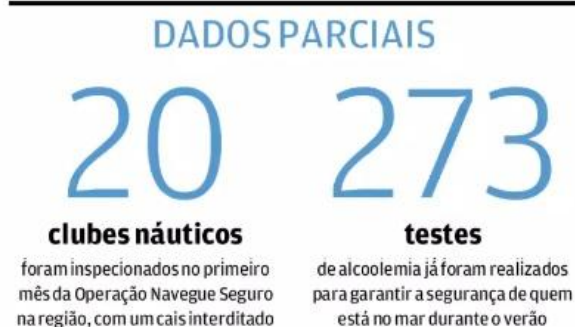 DADOS PARCIAIS
20
clubes náuticos
foram inspecionados no primeiro
mês da Operação Navegue Seguro
na região, com um cais interditado
273
testes
de alcoolemia já foram realizados
para garantir a segurança de quem
está no mar durante o verão